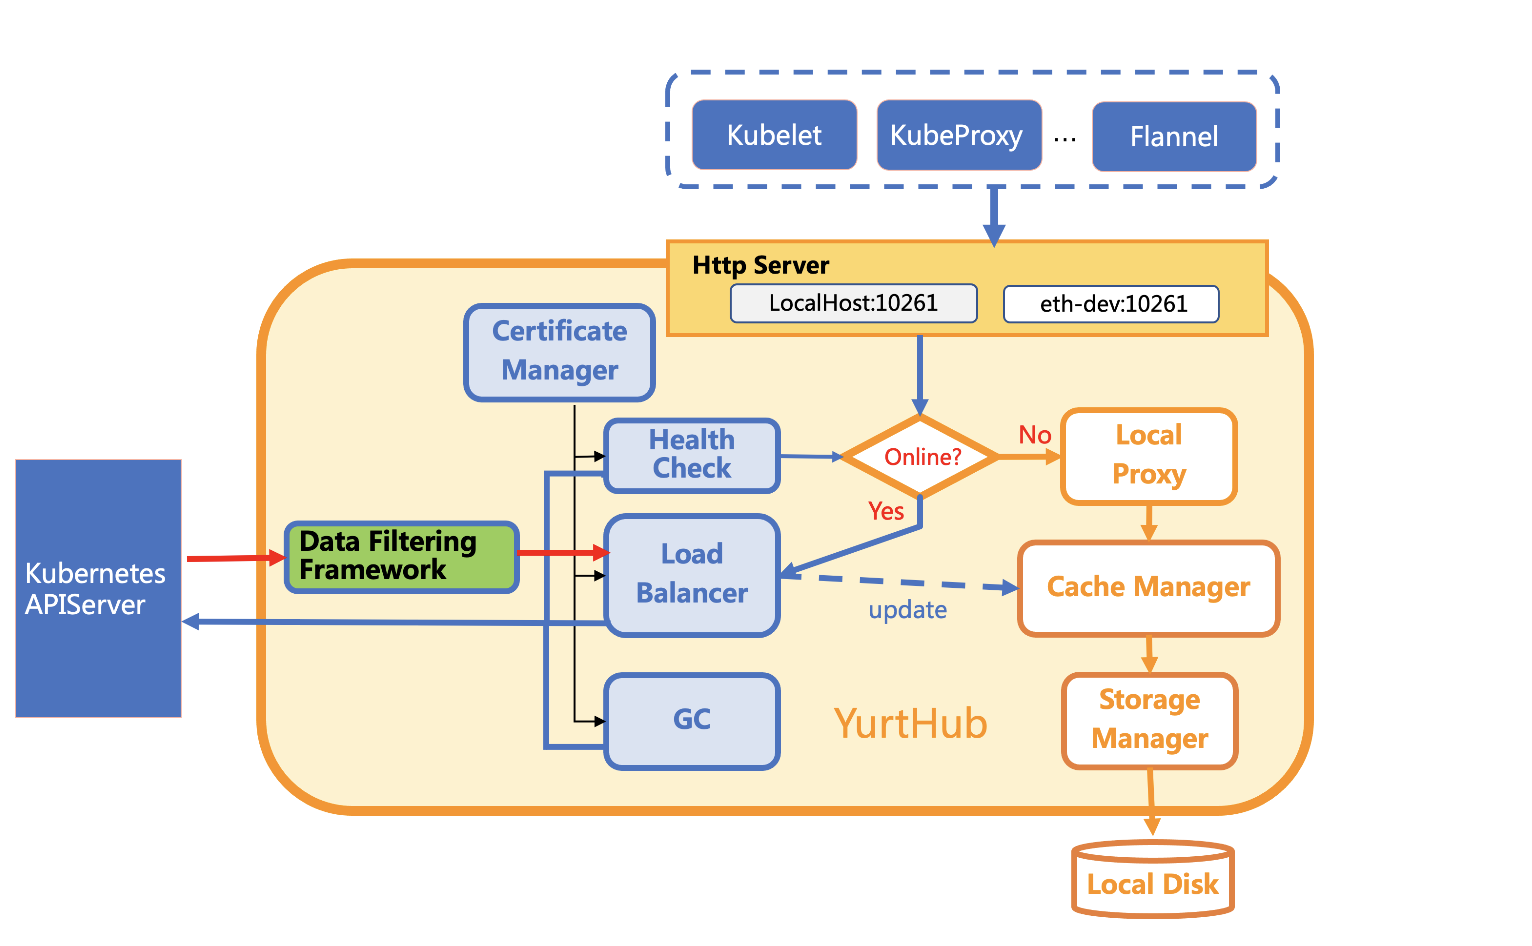 Kubelet
KubeProxy
...
Flannel
Http Server
LocalHost:10261
eth-dev:10261
Certificate
Manager
Health
Check
Online?
No
Local
Proxy
Yes
Kubernetes
APIServer
Data Filtering
Framework
Load
Balancer
update
Cache Manager
GC
YurtHub
Storage
Manager
Local Disk